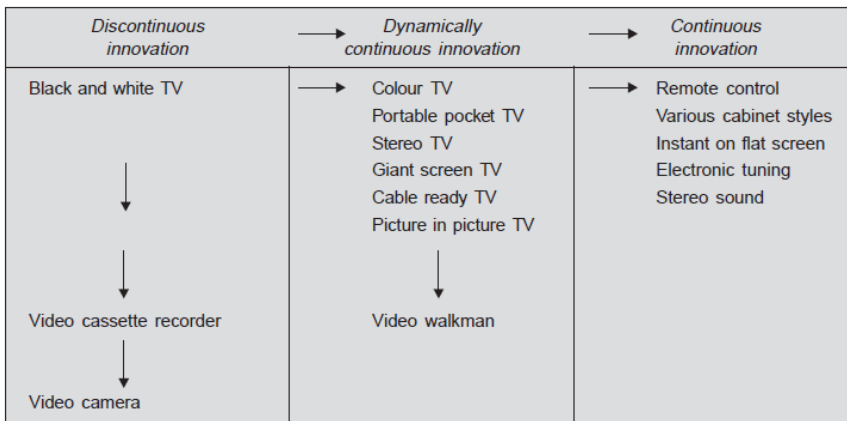 Discontinuous
innovation
Dynamically
continuous innovation
Continuous
innovation
Black and white TV
Colour TV
Portable pocket TV
Stereo TV
Giant screen TV
Cable ready TV
Picture in picture TV
Remote control
Various cabinet styles
Instant on flat screen
Electronic tuning
Stereo sound
Video cassette recorder
Video walkman
Video camera